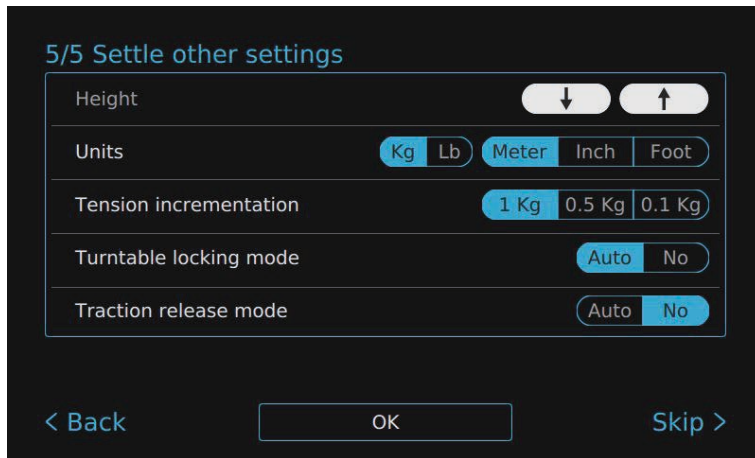 5/5 Settle other settings
Height ↓ ↑
Units Kg Lb Meter Inch Foot
Tension incrementation 1 Kg 0.5 Kg 0.1 Kg
Turntable locking mode Auto No
Traction release mode Auto No
< Back OK Skip >